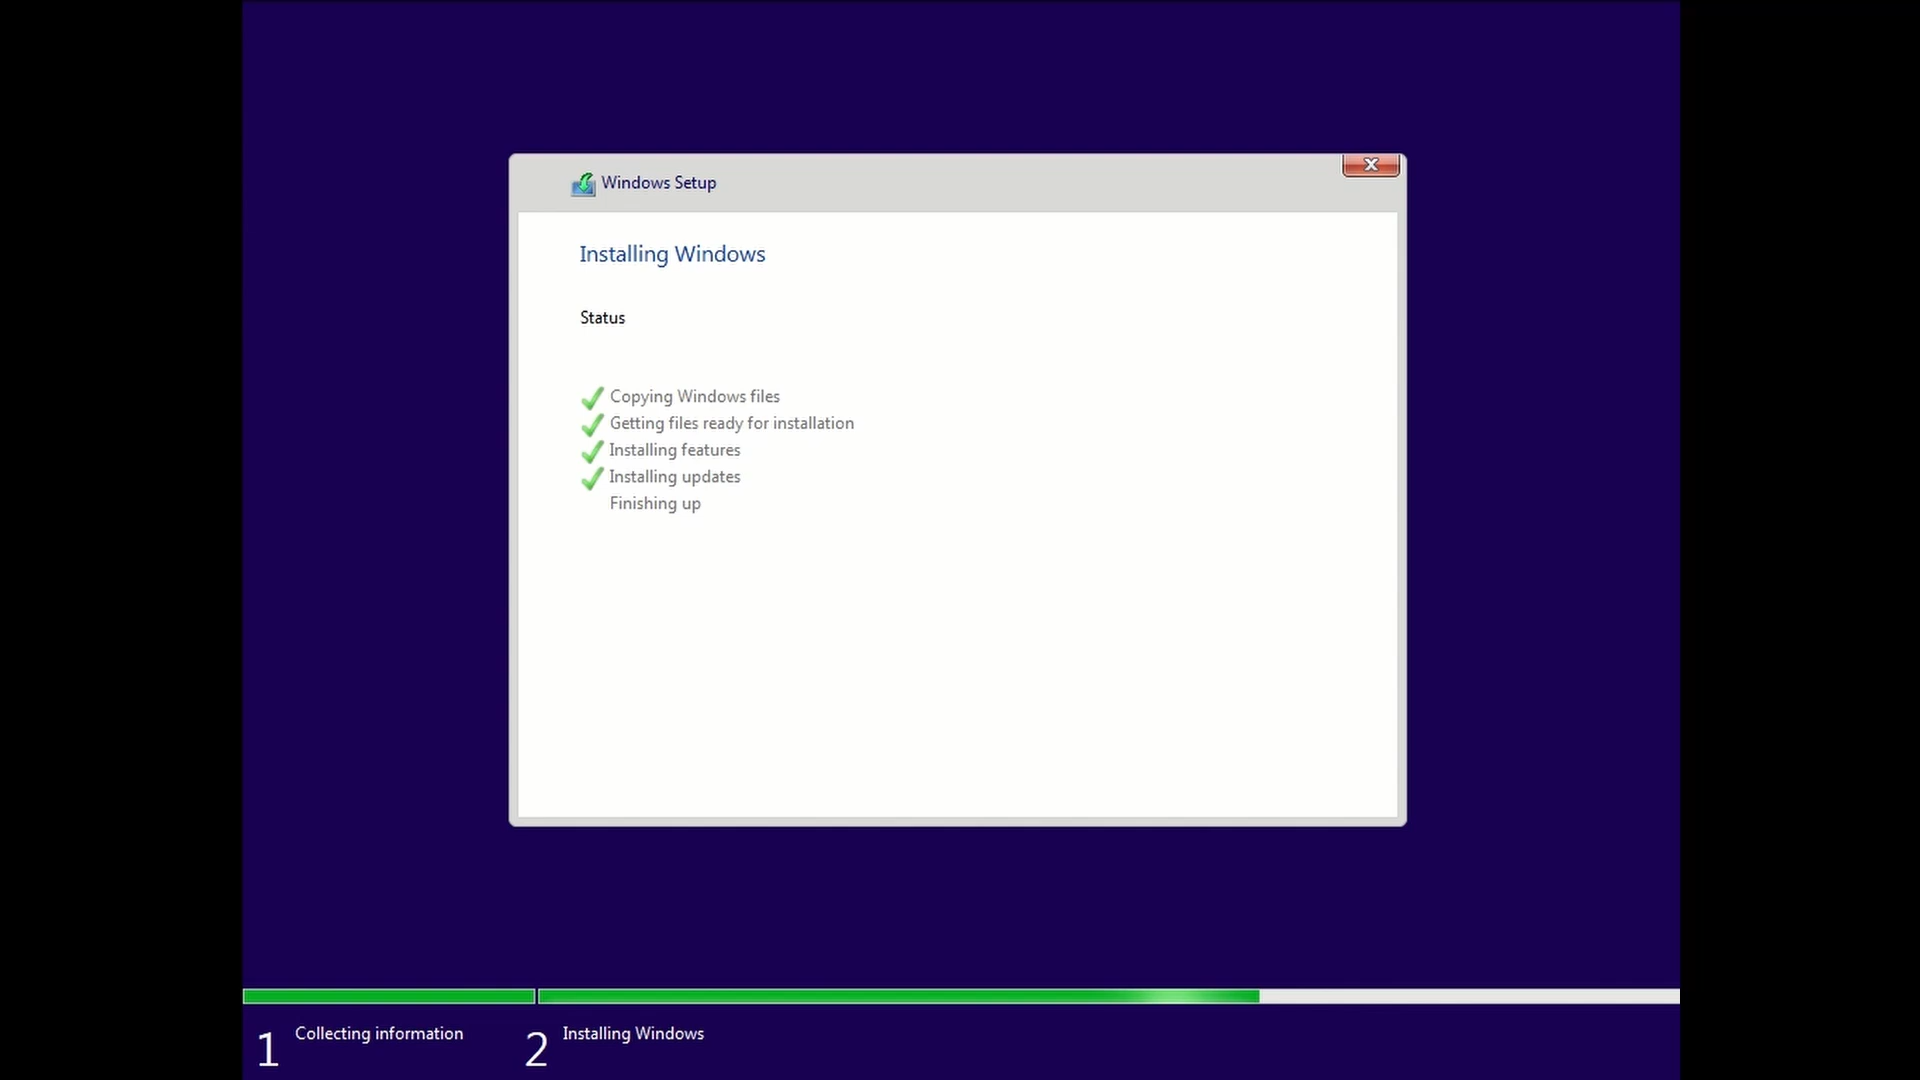 Windows Setup
Installing Windows
Status
Copying Windows files
Getting files ready for installation
Installing features
Installing updates
Finishing up
1 Collecting information
2 Installing Windows